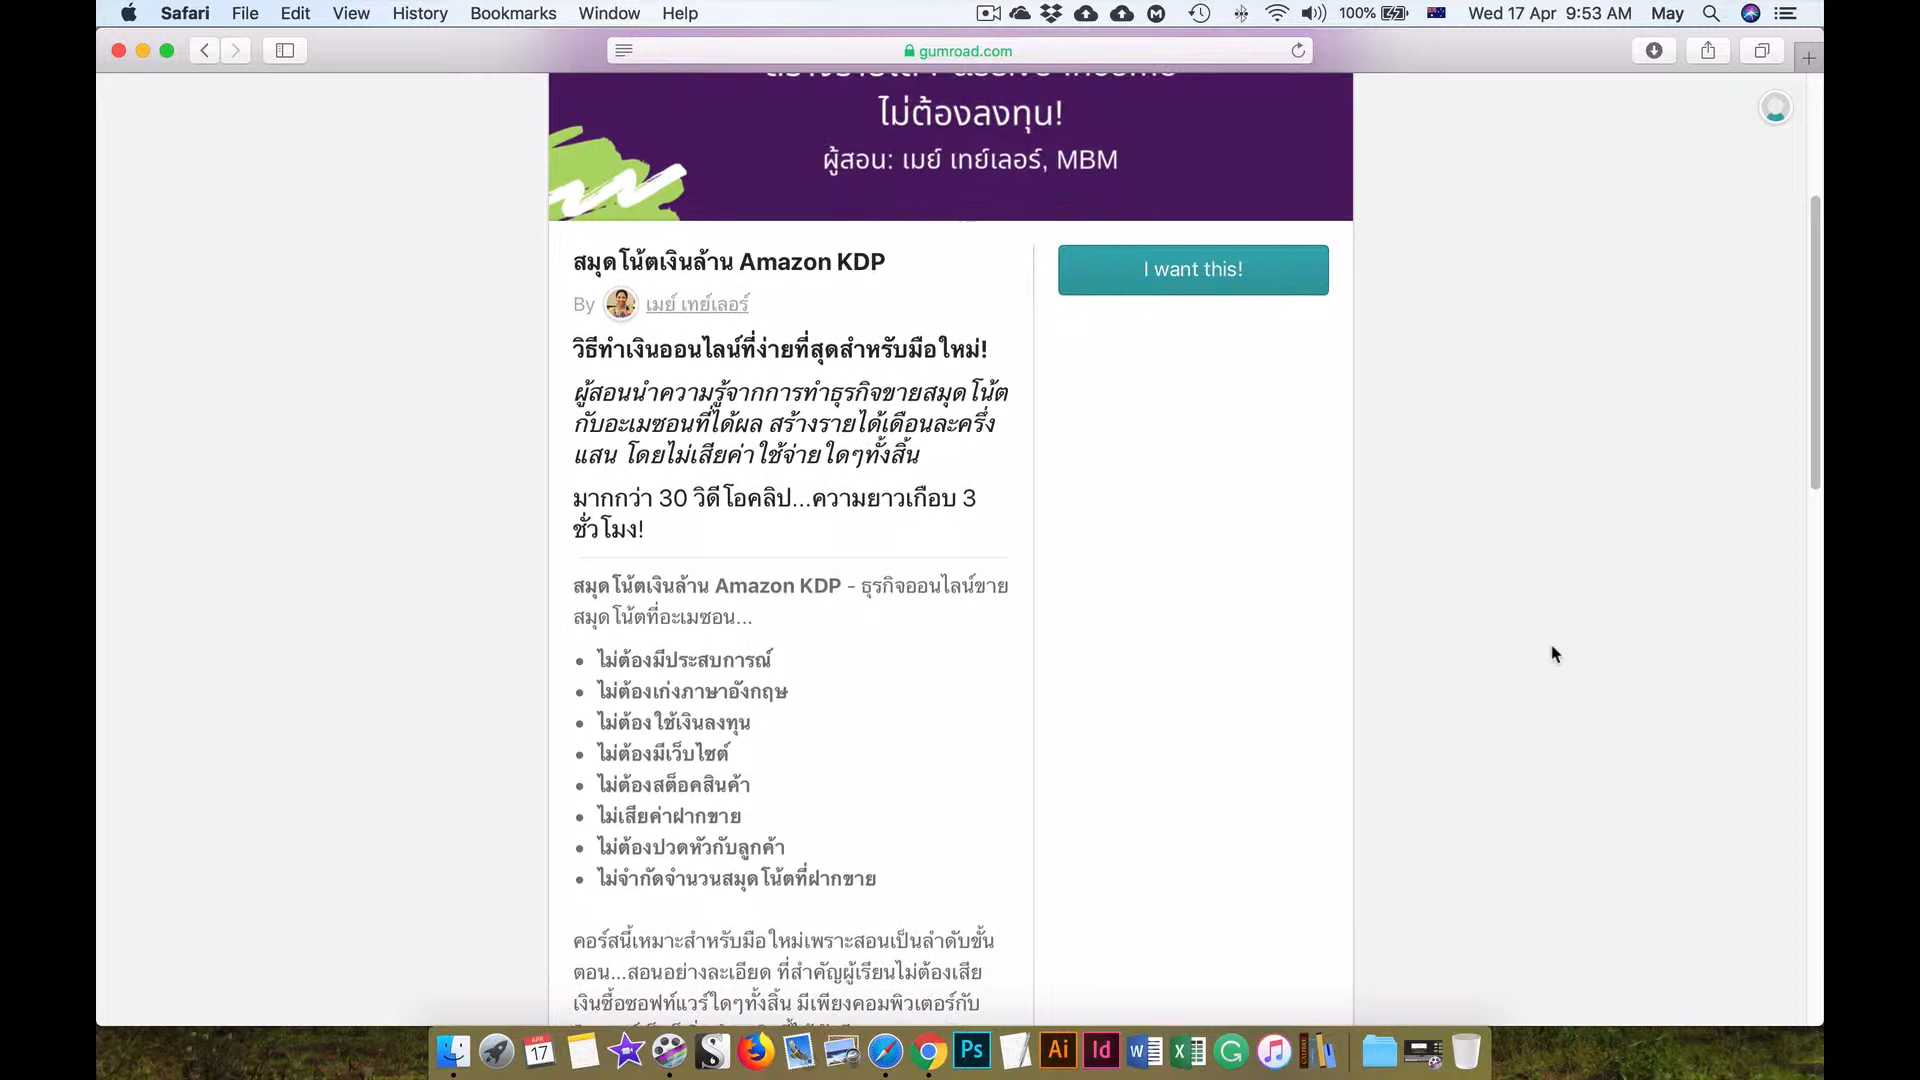 Safari File Edit View History Bookmarks Window Help 100% Wed 17 Apr 9:53 AM May
gumroad.com
ไม่ต้องลงทุน!
ผู้สอน: เมย์ เทย์เลอร์, MBM
สมุดโน้ตเงินล้าน Amazon KDP
I want this!
By เมย์ เทย์เลอร์
วิธีทำเงินออนไลน์ที่ง่ายที่สุดสำหรับมือใหม่!
ผู้สอนนำความรู้จากการทำธุรกิจขายสมุดโน้ต
กับอะเมซอนที่ได้ผล สร้างรายได้เดือนละครึ่ง
แสน โดยไม่เสียค่าใช้จ่ายใดๆทั้งสิ้น
มากกว่า 30 วิดีโอคลิป...ความยาวเกือบ 3
ชั่วโมง!
สมุดโน้ตเงินล้าน Amazon KDP - ธุรกิจออนไลน์ขาย
สมุดโน้ตที่อะเมซอน...
• ไม่ต้องมีประสบการณ์
• ไม่ต้องเก่งภาษาอังกฤษ
• ไม่ต้องใช้เงินลงทุน
• ไม่ต้องมีเว็บไซต์
• ไม่ต้องสต็อคสินค้า
• ไม่เสียค่าฝากขาย
• ไม่ต้องปวดหัวกับลูกค้า
• ไม่จำกัดจำนวนสมุดโน้ตที่ฝากขาย
คอร์สนี้เหมาะสำหรับมือใหม่เพราะสอนเป็นลำดับขั้น
ตอน...สอนอย่างละเอียด ที่สำคัญผู้เรียนไม่ต้องเสีย
เงินซื้อซอฟท์แวร์ใดๆทั้งสิ้น มีเพียงคอมพิวเตอร์กับ
APR 17 Ps Ai Id